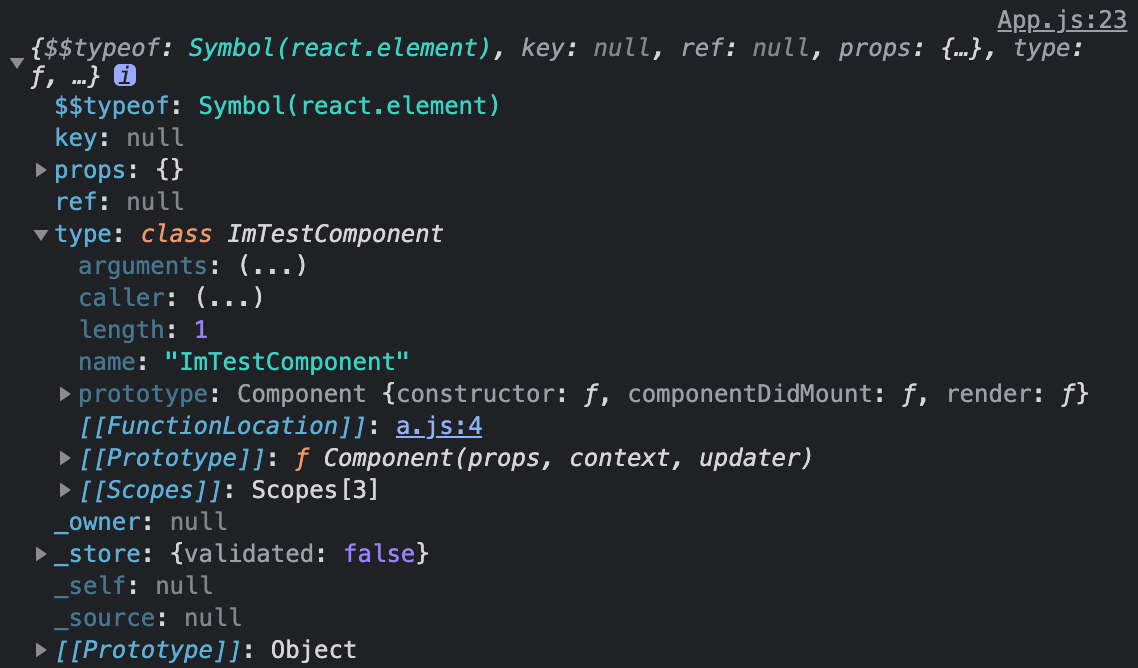 App.js:23
{$$typeof: Symbol(react.element), key: null, ref: null, props: {…}, type:
ƒ, …} i
$$typeof: Symbol(react.element)
key: null
props: {}
ref: null
type: class ImTestComponent
arguments: (...)
caller: (...)
length: 1
name: "ImTestComponent"
prototype: Component {constructor: ƒ, componentDidMount: ƒ, render: ƒ}
[[FunctionLocation]]: a.js:4
[[Prototype]]: ƒ Component(props, context, updater)
[[Scopes]]: Scopes[3]
_owner: null
_store: {validated: false}
_self: null
_source: null
[[Prototype]]: Object